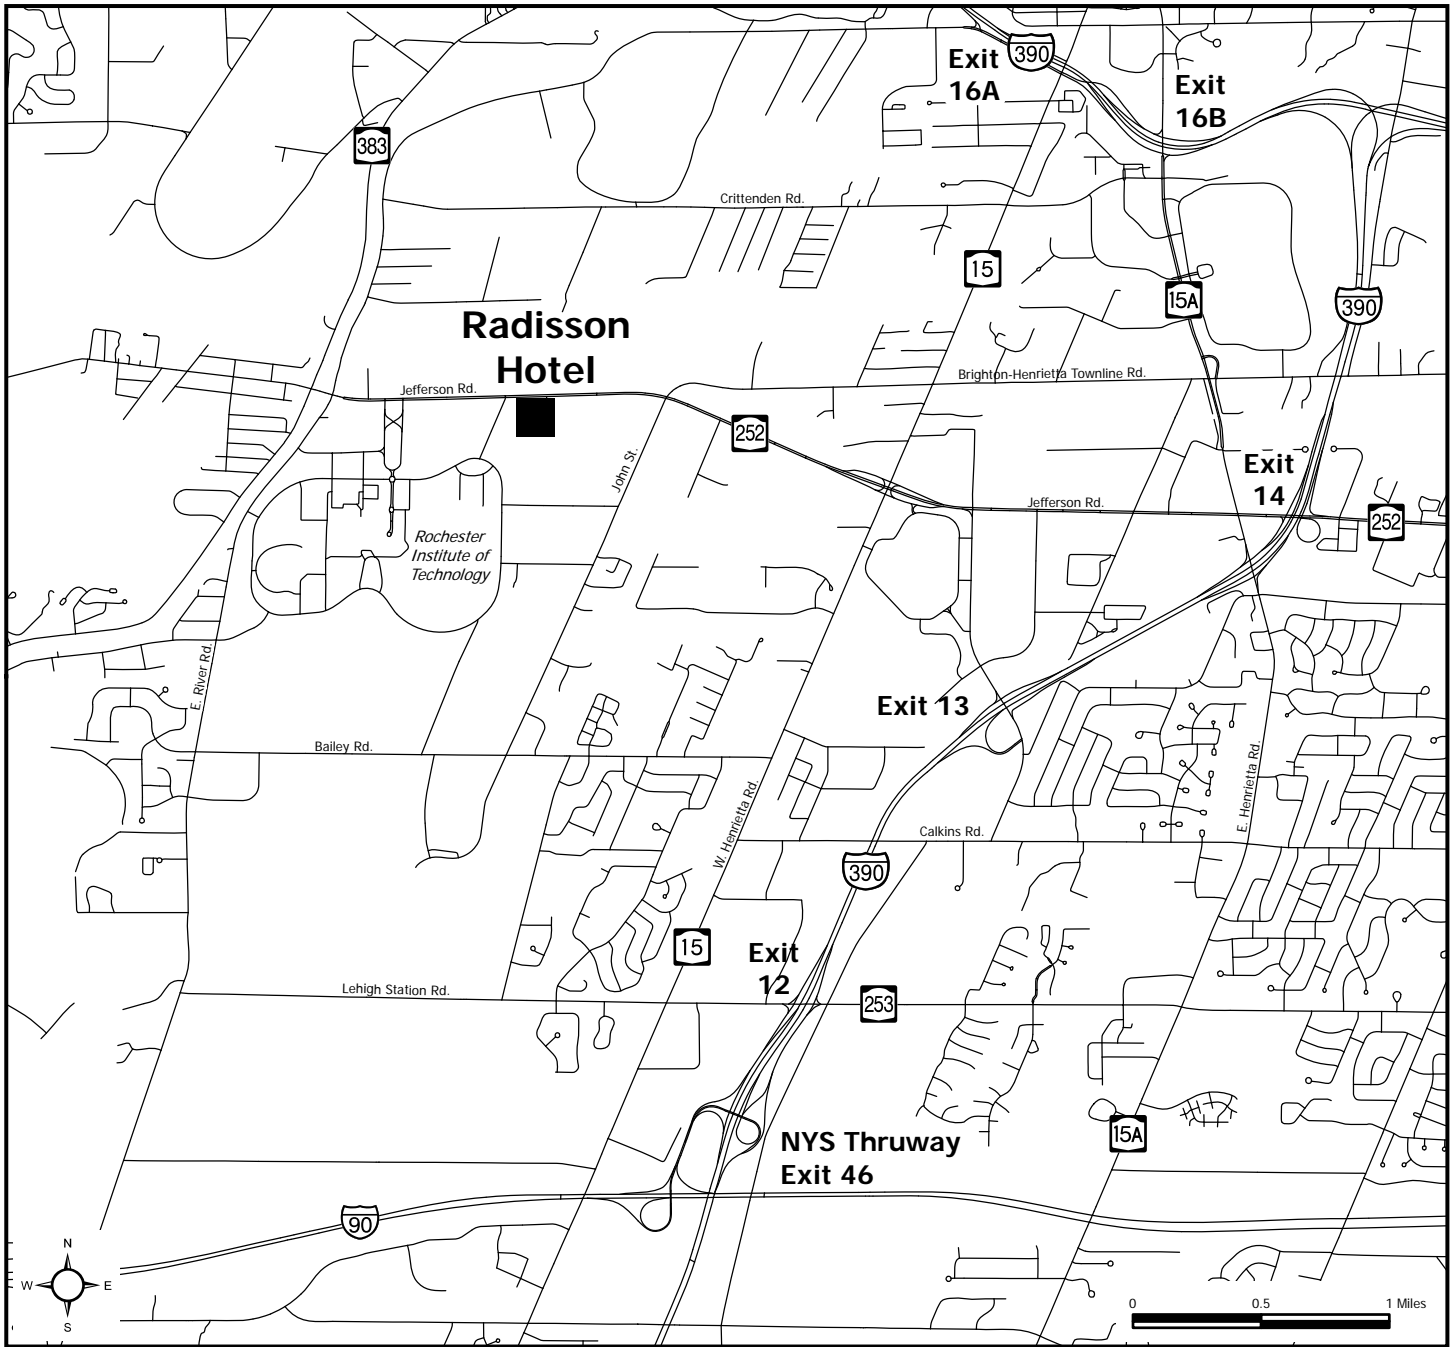 390
Exit
16A
Exit
16B
383
Crittenden Rd.
15
15A
390
Radisson
Hotel
Brighton-Henrietta Townline Rd.
Jefferson Rd.
252
John St.
Exit
14
Jefferson Rd.
252
Rochester
Institute of
Technology
E. River Rd.
Exit 13
Bailey Rd.
E. Henrietta Rd.
W. Henrietta Rd.
Calkins Rd.
390
15
Exit
12
Lehigh Station Rd.
253
15A
NYS Thruway
Exit 46
90
N
W
E
S
0 0.5 1 Miles